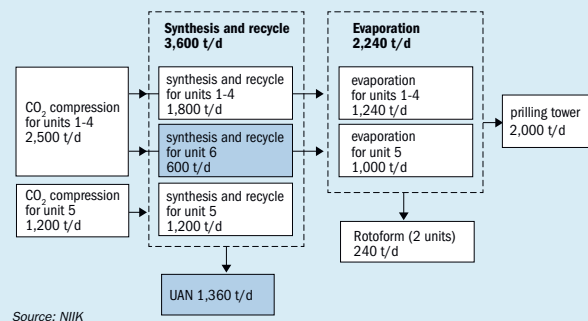 Synthesis and recycle
3,600 t/d
Evaporation
2,240 t/d
CO₂ compression
for units 1-4
2,500 t/d
synthesis and recycle
for units 1-4
1,800 t/d
evaporation
for units 1-4
1,240 t/d
prilling tower
2,000 t/d
synthesis and recycle
for unit 6
600 t/d
evaporation
for unit 5
1,000 t/d
CO₂ compression
for unit 5
1,200 t/d
synthesis and recycle
for unit 5
1,200 t/d
Rotoform (2 units)
240 t/d
UAN 1,360 t/d
Source: NIIK